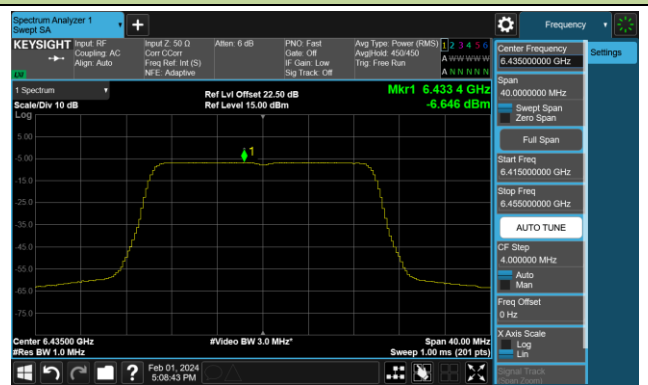 Spectrum Analyzer 1
Swept SA
Frequency
KEYSIGHT
Input: RF
Coupling: AC
Align: Auto
Input Z: 50 Ω
Corr CCorr
Freq Ref: Int (S)
NFE: Adaptive
Atten: 6 dB
PNO: Fast
Gate: Off
IF Gain: Low
Sig Track: Off
Avg Type: Power (RMS)
Avg|Hold: 450/450
Trig: Free Run
1 2 3 4 5 6
A W W W W W
A N N N N N
1 Spectrum
Scale/Div 10 dB
Log
Ref Lvl Offset 22.50 dB
Ref Level 15.00 dBm
Mkr1 6.433 4 GHz
-6.646 dBm
5.00
-5.00
-15.0
-25.0
-35.0
-45.0
-55.0
-65.0
-75.0
1
Center 6.43500 GHz
#Res BW 1.0 MHz
#Video BW 3.0 MHz*
Span 40.00 MHz
Sweep 1.00 ms (201 pts)
Feb 01, 2024
5:08:43 PM
Center Frequency
6.435000000 GHz
Settings
Span
40.0000000 MHz
Swept Span
Zero Span
Full Span
Start Freq
6.415000000 GHz
Stop Freq
6.455000000 GHz
AUTO TUNE
CF Step
4.000000 MHz
Auto
Man
Freq Offset
0 Hz
X Axis Scale
Log
Lin
Signal Track
(Span Zoom)